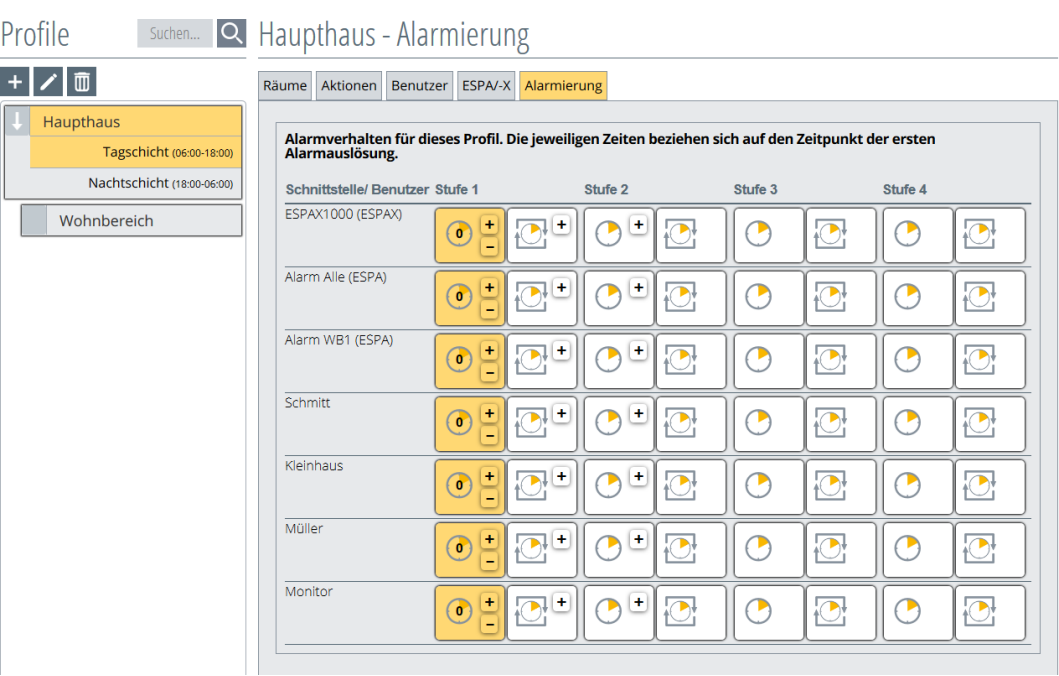 Profile
Suchen...
Haupthaus - Alarmierung
Räume
Aktionen
Benutzer
ESPA/-X
Alarmierung
Haupthaus
Tagschicht (06:00-18:00)
Nachtschicht (18:00-06:00)
Wohnbereich
Alarmverhalten für dieses Profil. Die jeweiligen Zeiten beziehen sich auf den Zeitpunkt der ersten
Alarmauslösung.
Schnittstelle/ Benutzer Stufe 1 Stufe 2 Stufe 3 Stufe 4
ESPAX1000 (ESPAX)
0 + − + +
Alarm Alle (ESPA)
0 + − + +
Alarm WB1 (ESPA)
0 + − + +
Schmitt
0 + − + +
Kleinhaus
0 + − + +
Müller
0 + − + +
Monitor
0 + − + +